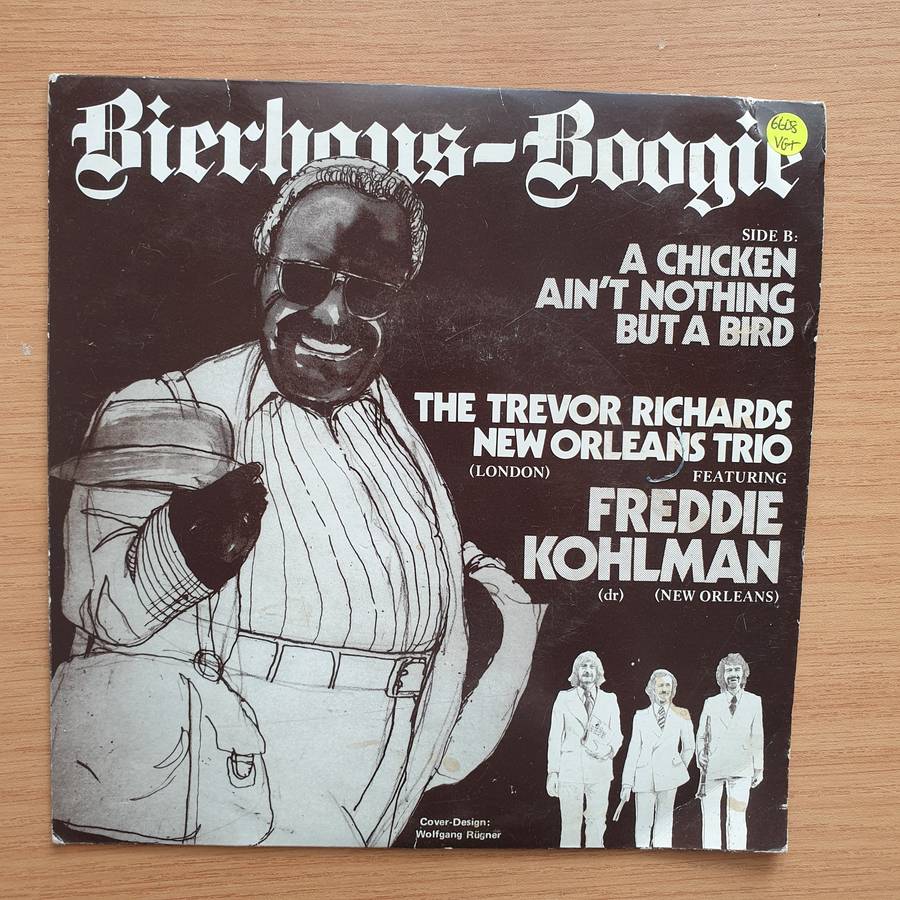 Bierhaus-Boogie
6608
VG+
SIDE B:
A CHICKEN
AIN'T NOTHING
BUT A BIRD
THE TREVOR RICHARDS
NEW ORLEANS TRIO
(LONDON) FEATURING
FREDDIE
KOHLMAN
(dr) (NEW ORLEANS)
Cover-Design:
Wolfgang Rügner